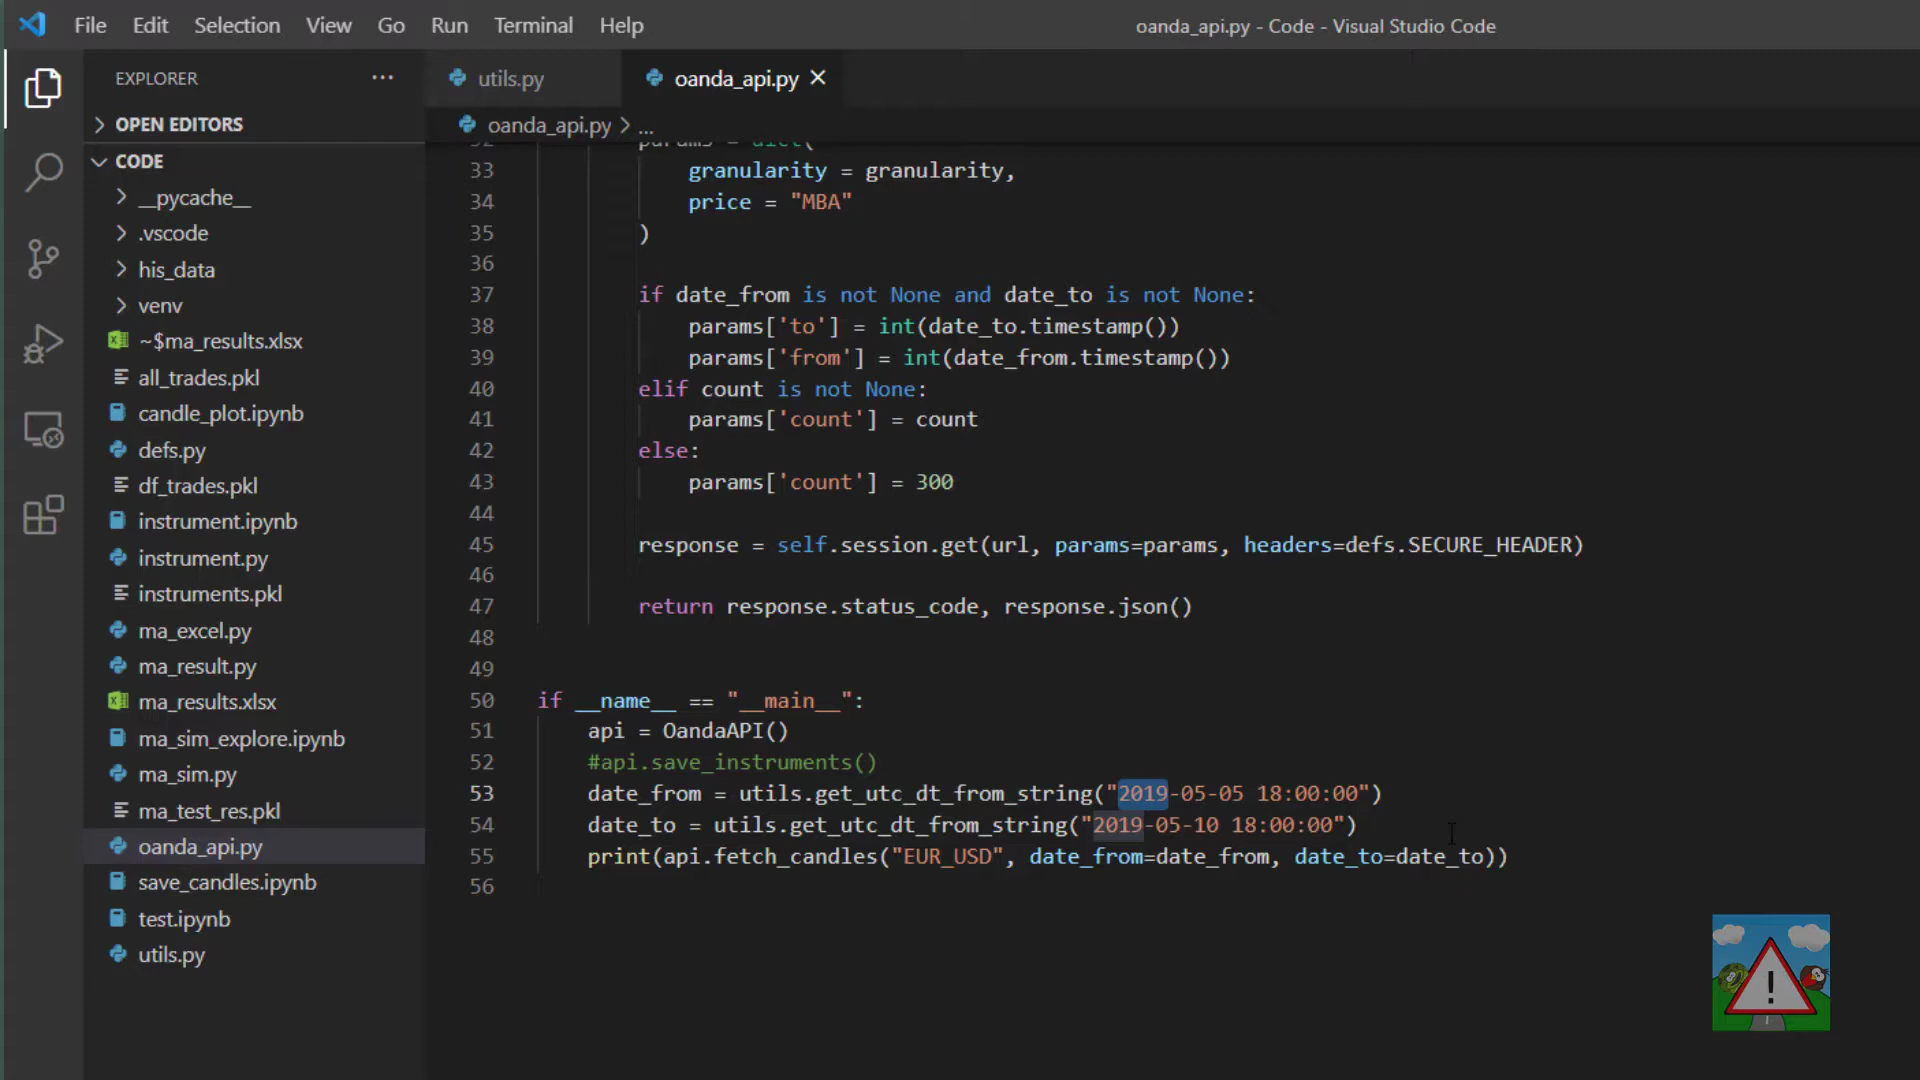 File Edit Selection View Go Run Terminal Help
oanda_api.py - Code - Visual Studio Code
EXPLORER ...
OPEN EDITORS
CODE
__pycache__
.vscode
his_data
venv
~$ma_results.xlsx
all_trades.pkl
candle_plot.ipynb
defs.py
df_trades.pkl
instrument.ipynb
instrument.py
instruments.pkl
ma_excel.py
ma_result.py
ma_results.xlsx
ma_sim_explore.ipynb
ma_sim.py
ma_test_res.pkl
oanda_api.py
save_candles.ipynb
test.ipynb
utils.py
utils.py
oanda_api.py
oanda_api.py > ...
32 params = dict(
33 granularity = granularity,
34 price = "MBA"
35 )
36
37 if date_from is not None and date_to is not None:
38 params['to'] = int(date_to.timestamp())
39 params['from'] = int(date_from.timestamp())
40 elif count is not None:
41 params['count'] = count
42 else:
43 params['count'] = 300
44
45 response = self.session.get(url, params=params, headers=defs.SECURE_HEADER)
46
47 return response.status_code, response.json()
48
49
50 if __name__ == "__main__":
51 api = OandaAPI()
52 #api.save_instruments()
53 date_from = utils.get_utc_dt_from_string("2019-05-05 18:00:00")
54 date_to = utils.get_utc_dt_from_string("2019-05-10 18:00:00")
55 print(api.fetch_candles("EUR_USD", date_from=date_from, date_to=date_to))
56
!